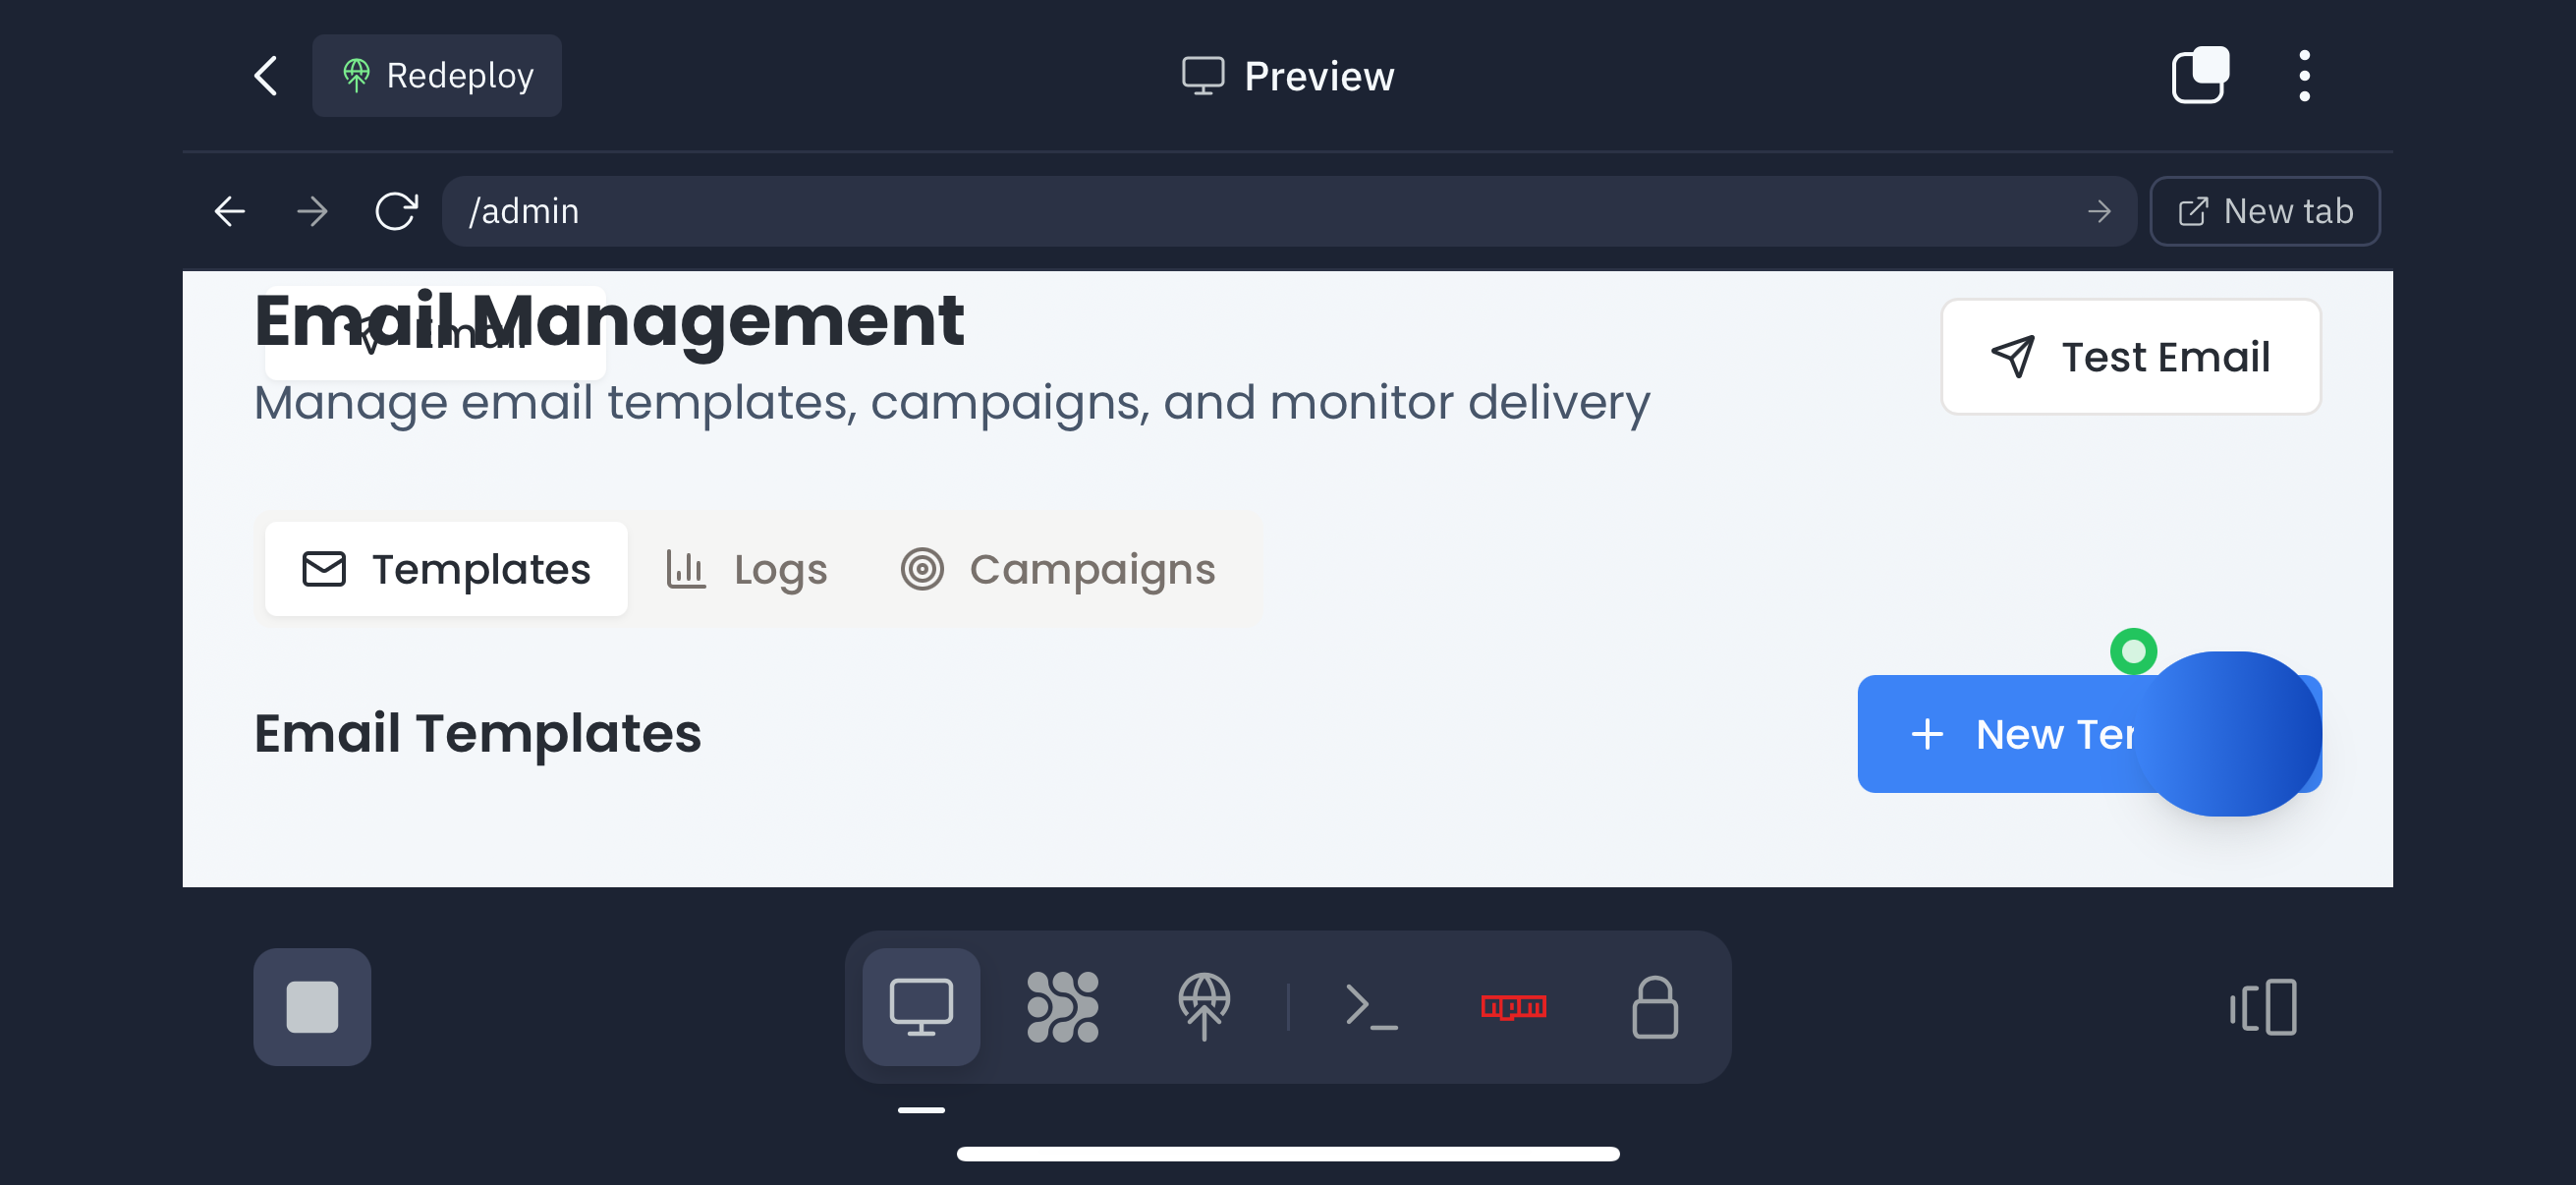 Redeploy
Preview
/admin
New tab
Email
Email Management
Test Email
Manage email templates, campaigns, and monitor delivery
Templates
Logs
Campaigns
Email Templates
New
npm